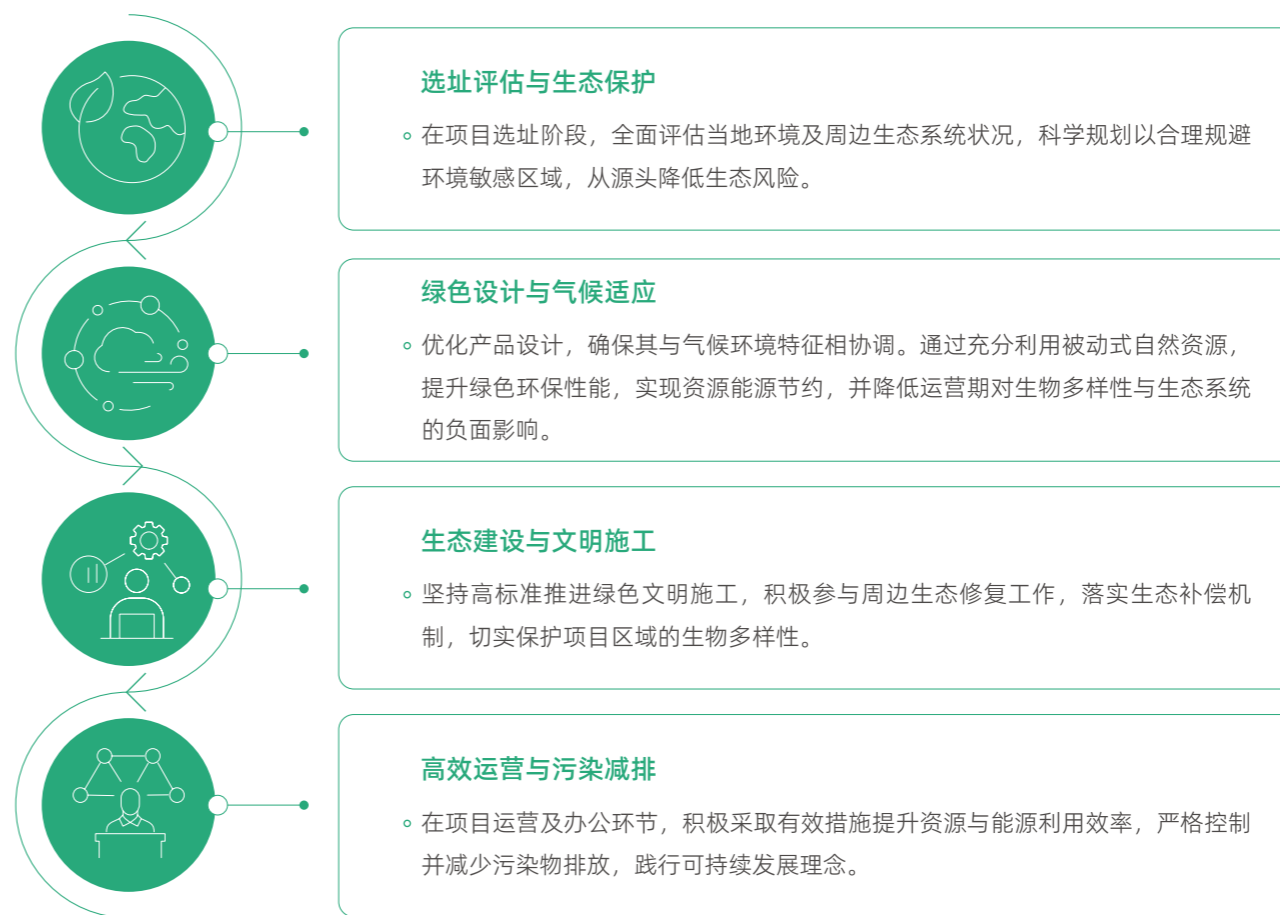 选址评估与生态保护
在项目选址阶段，全面评估当地环境及周边生态系统状况，科学规划以合理规避
环境敏感区域，从源头降低生态风险。
绿色设计与气候适应
优化产品设计，确保其与气候环境特征相协调。通过充分利用被动式自然资源，
提升绿色环保性能，实现资源能源节约，并降低运营期对生物多样性与生态系统
的负面影响。
生态建设与文明施工
坚持高标准推进绿色文明施工，积极参与周边生态修复工作，落实生态补偿机
制，切实保护项目区域的生物多样性。
高效运营与污染减排
在项目运营及办公环节，积极采取有效措施提升资源与能源利用效率，严格控制
并减少污染物排放，践行可持续发展理念。